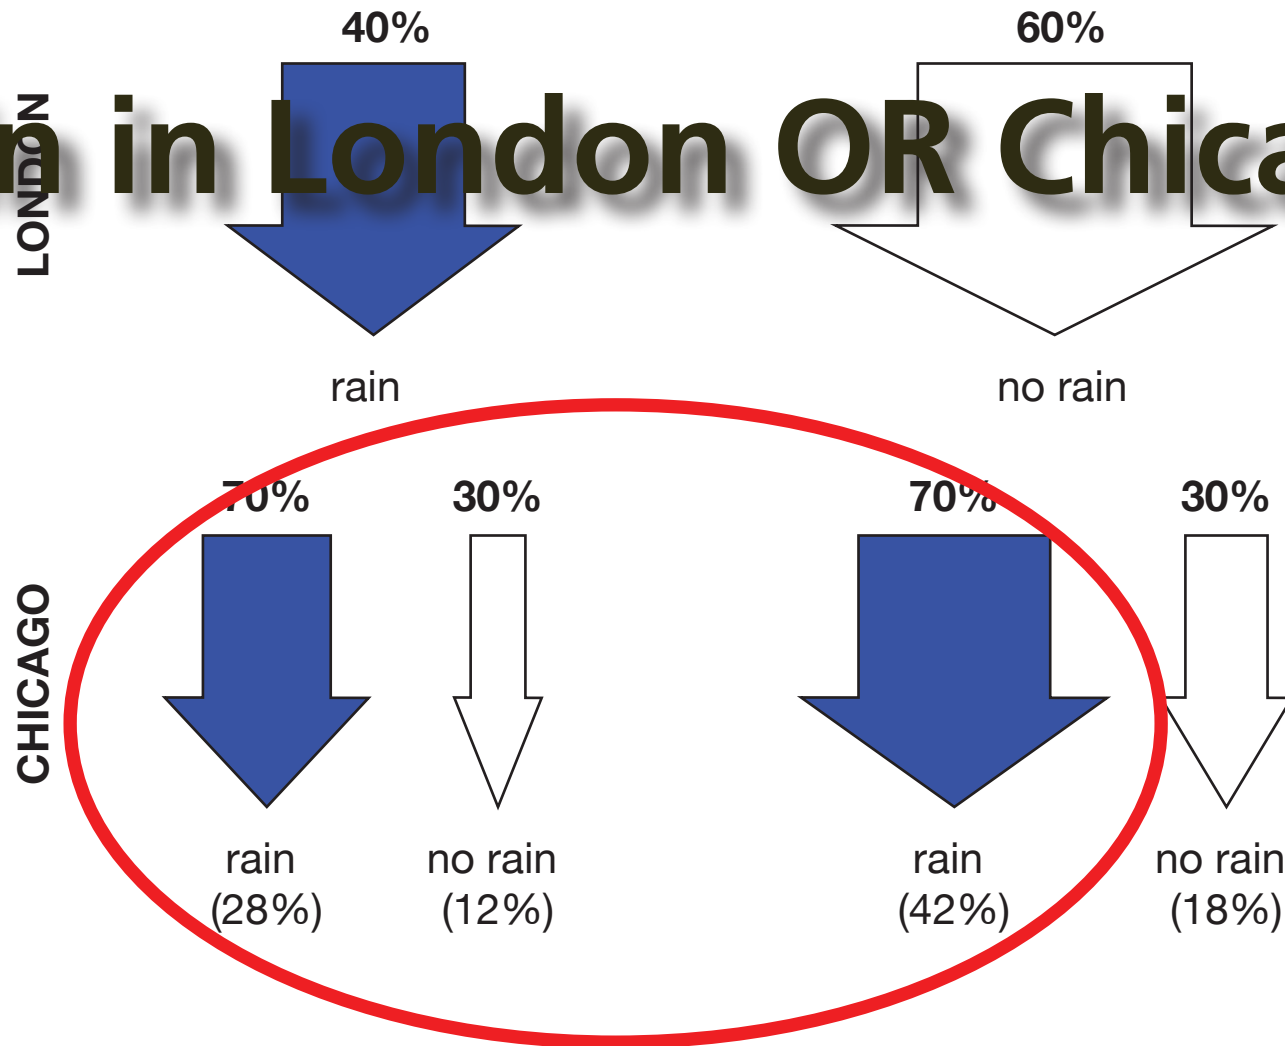 40% 60%
LONDON
in London OR
rain no rain
70% 30% 70% 30%
CHICAGO
rain no rain rain no rain
(28%) (12%) (42%) (18%)